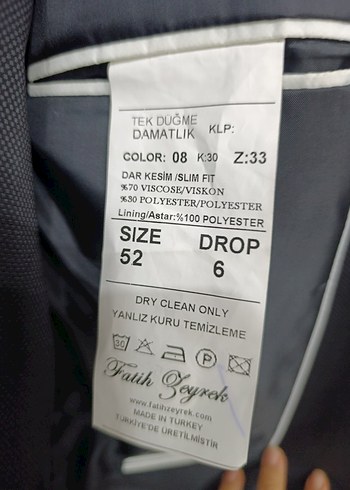 TEK DÜĞME
DAMATLIK KLP:
COLOR: 08 K:30 Z:33
DAR KESİM /SLIM FIT
%70 VISCOSE/VISKON
%30 POLYESTER/POLYESTER
Lining/Astar:%100 POLYESTER
SIZE DROP
52 6
DRY CLEAN ONLY
YANLIZ KURU TEMİZLEME
30 P
Fatih Zeyrek
www.fatihzeyrek.com
MADE IN TURKEY
TÜRKİYE'DE ÜRETİLMİŞTİR